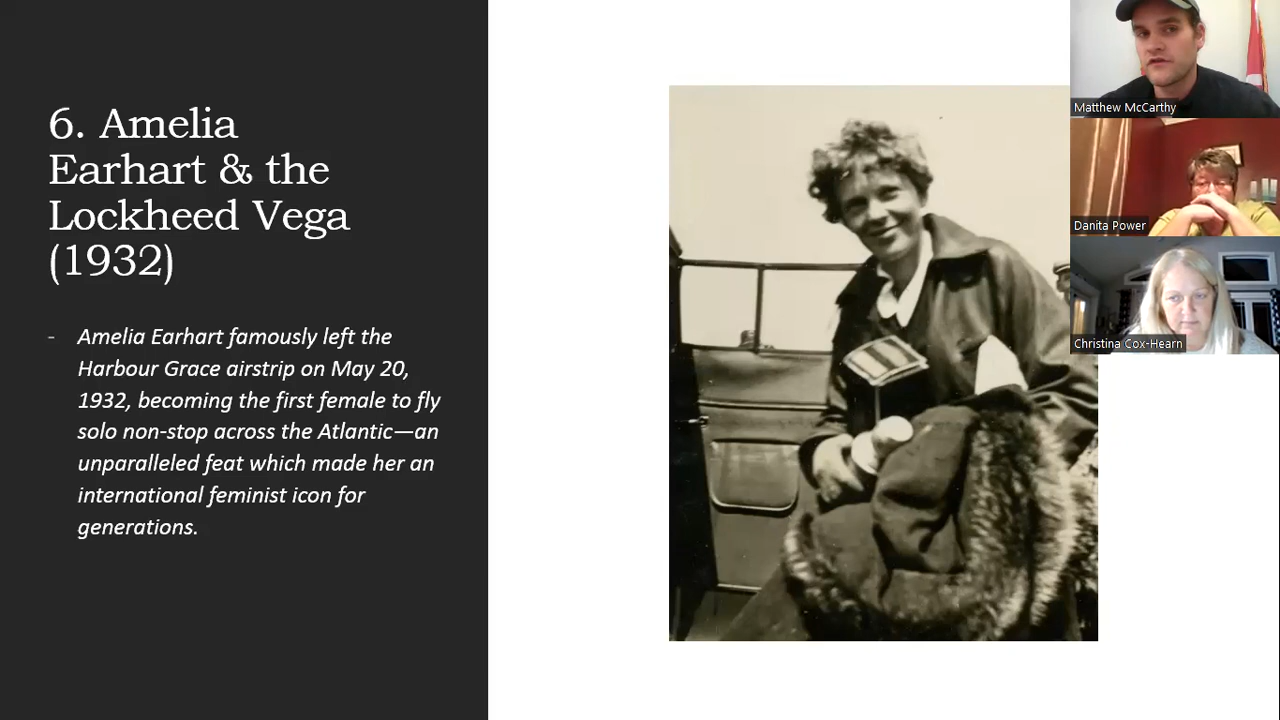 6. Amelia
Earhart & the
Lockheed Vega
(1932)
- Amelia Earhart famously left the
Harbour Grace airstrip on May 20,
1932, becoming the first female to fly
solo non-stop across the Atlantic—an
unparalleled feat which made her an
international feminist icon for
generations.
Matthew McCarthy
Danita Power
Christina Cox-Hearn